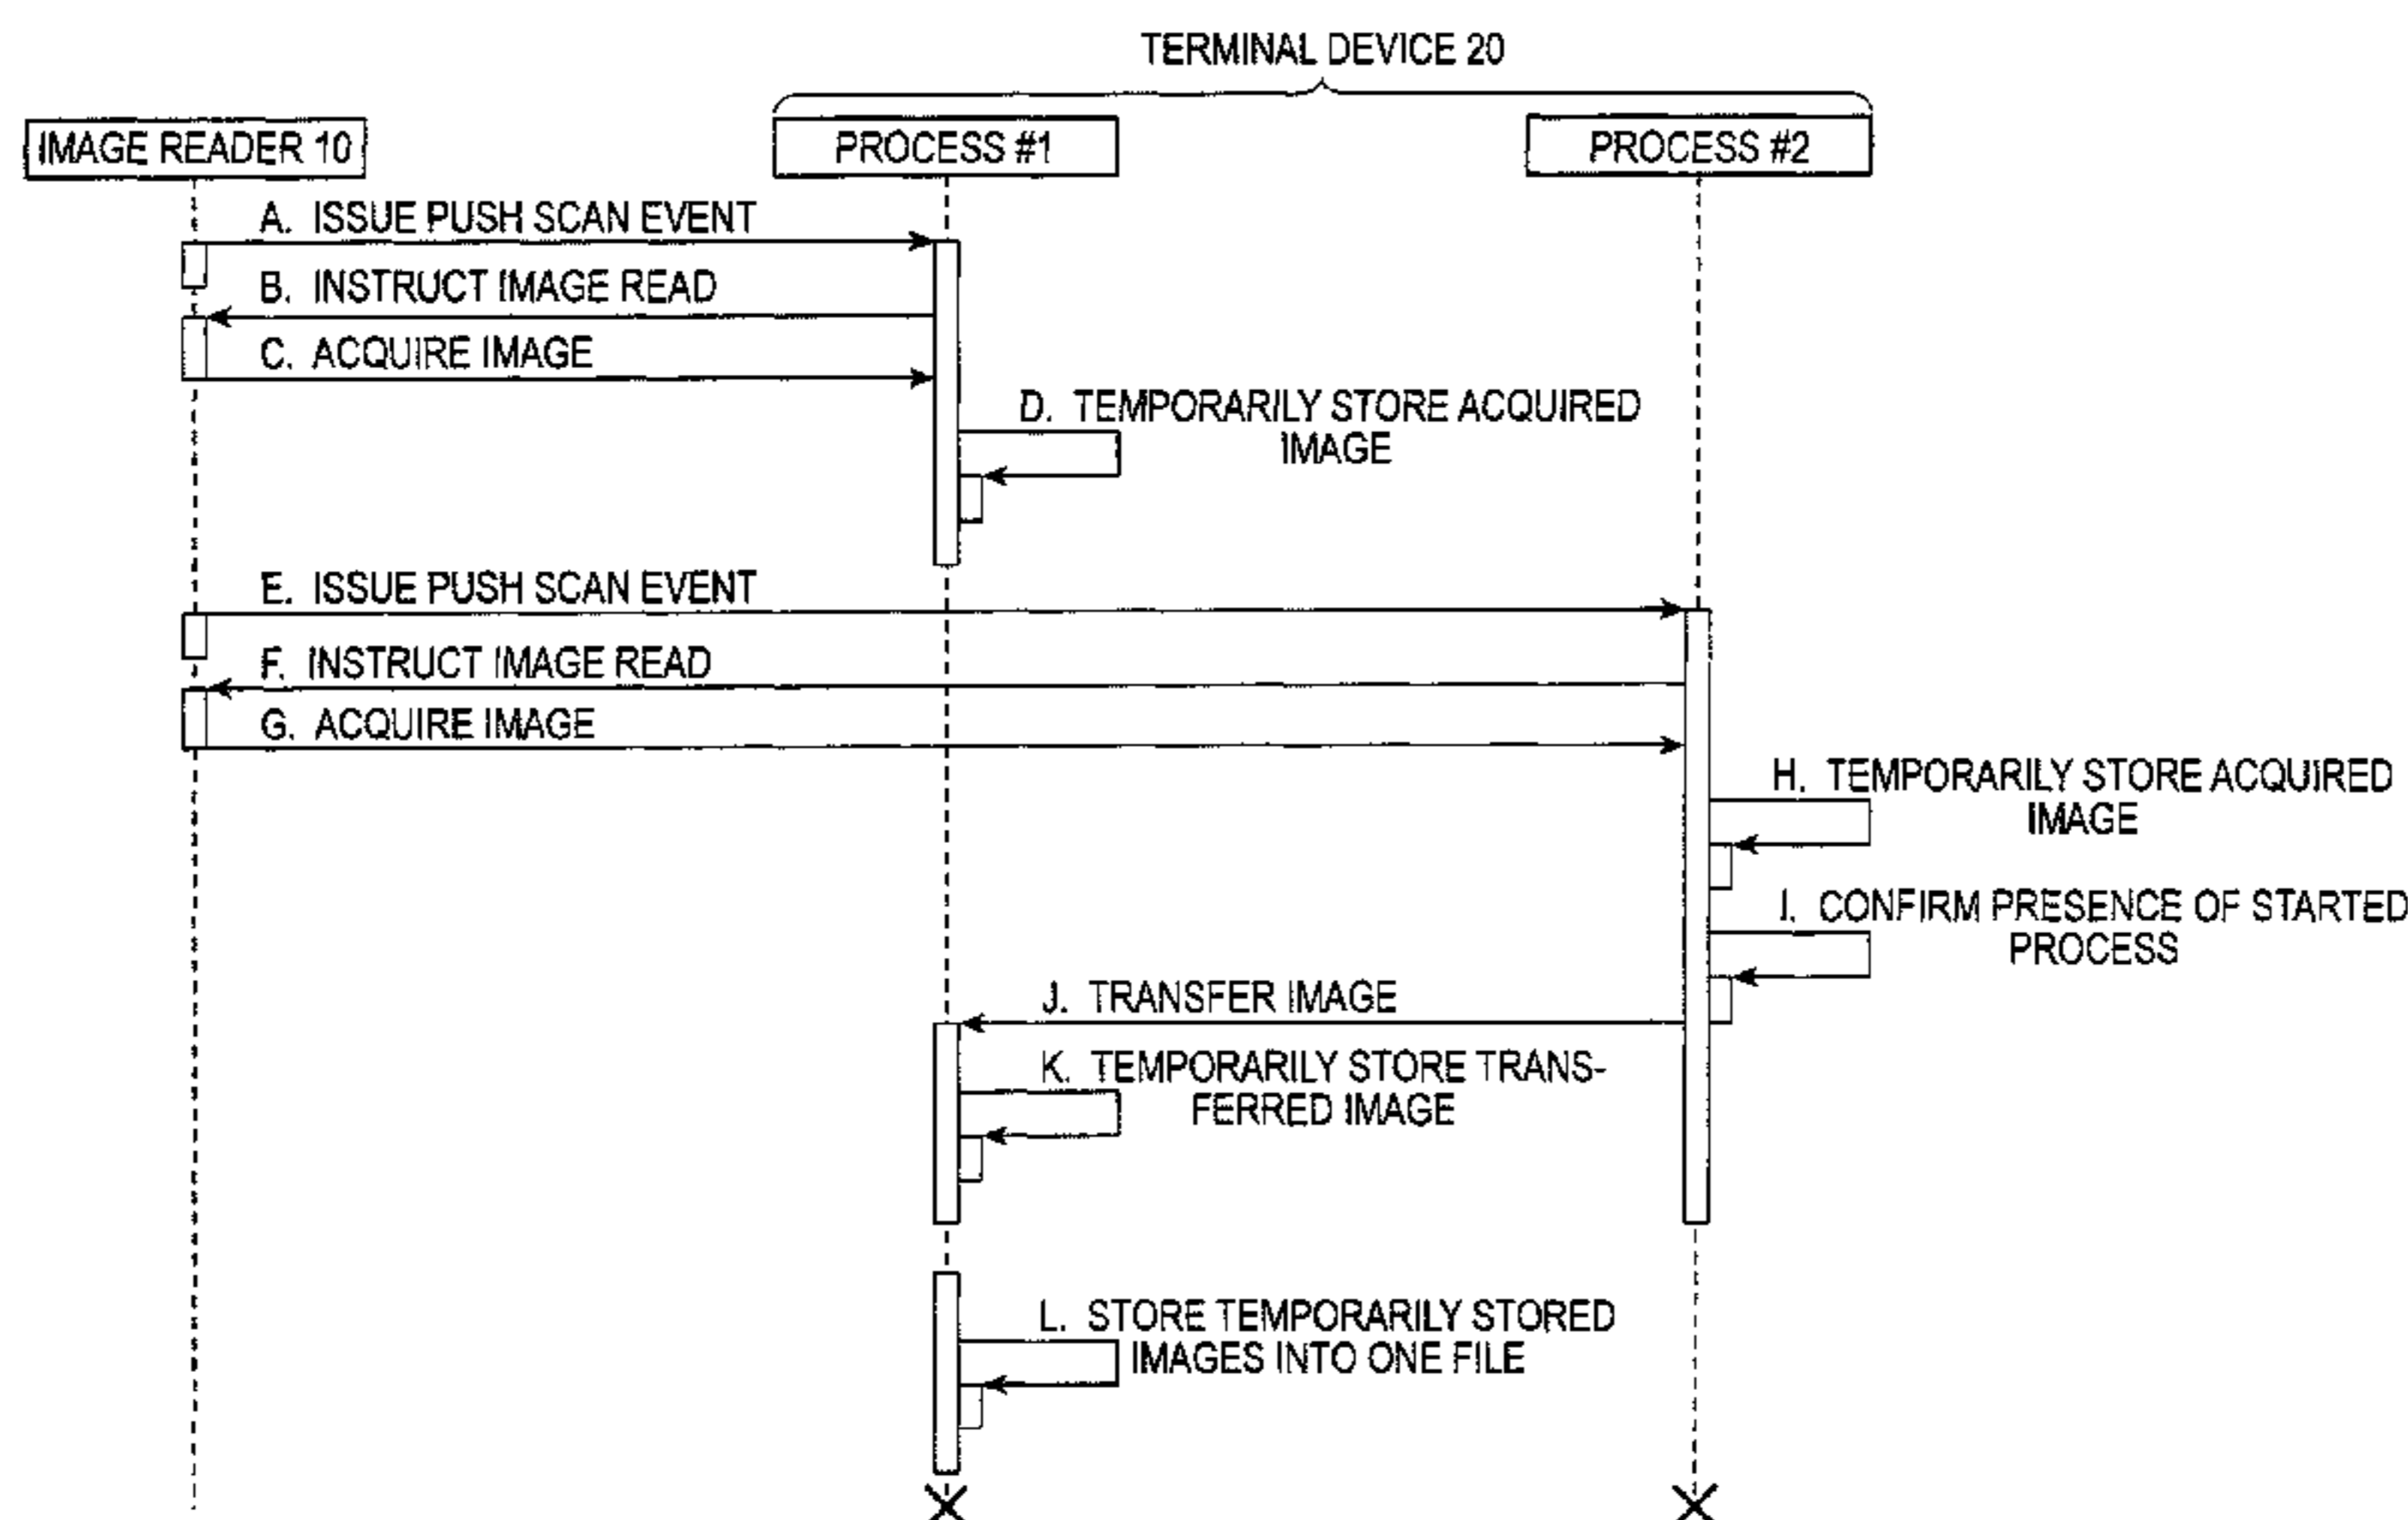 TERMINAL DEVICE 20
IMAGE READER 10
PROCESS #1
PROCESS #2
A. ISSUE PUSH SCAN EVENT
B. INSTRUCT IMAGE READ
C. ACQUIRE IMAGE
D. TEMPORARILY STORE ACQUIRED
IMAGE
E. ISSUE PUSH SCAN EVENT
F. INSTRUCT IMAGE READ
G. ACQUIRE IMAGE
H. TEMPORARILY STORE ACQUIRED
IMAGE
I. CONFIRM PRESENCE OF STARTED
PROCESS
J. TRANSFER IMAGE
K. TEMPORARILY STORE TRANS-
FERRED IMAGE
L. STORE TEMPORARILY STORED
IMAGES INTO ONE FILE